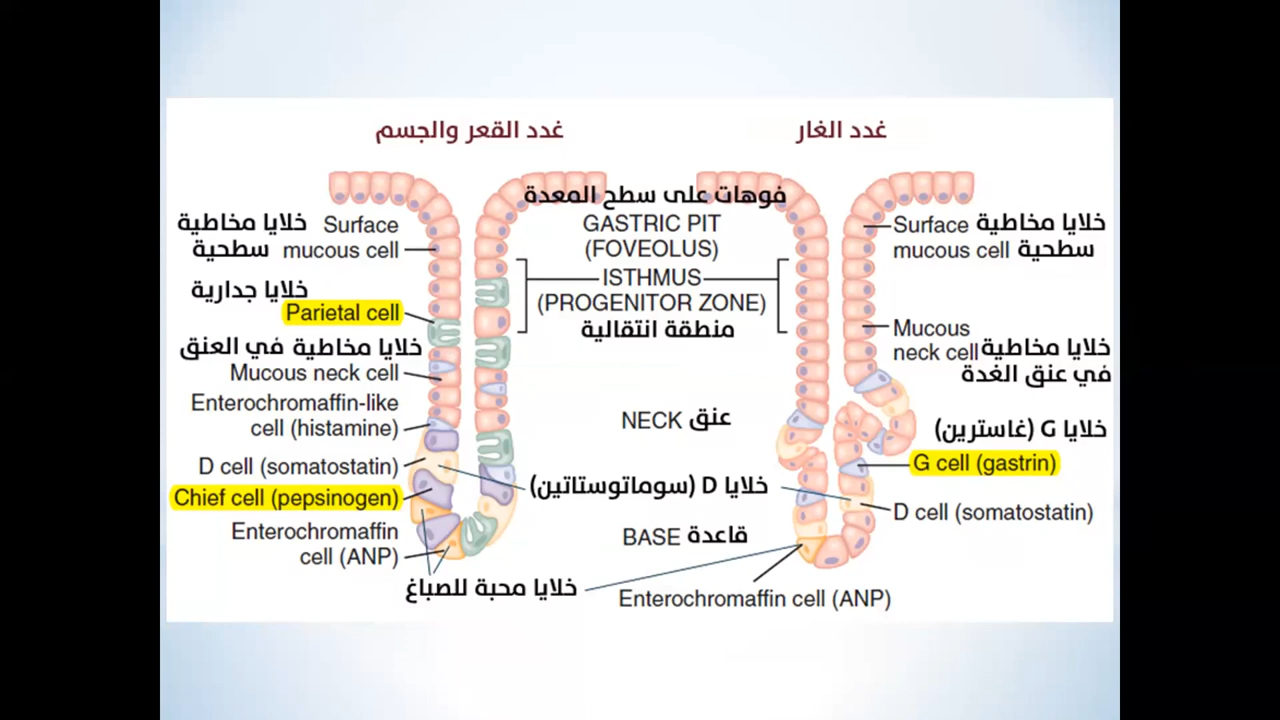 غدد القعر والجسم
غدد الغار
فوهات على سطح المعدة
GASTRIC PIT
(FOVEOLUS)
ISTHMUS
(PROGENITOR ZONE)
منطقة انتقالية
خلايا مخاطية Surface
سطحية mucous cell
خلايا جدارية
Parietal cell
خلايا مخاطية في العنق
Mucous neck cell
Enterochromaffin-like
cell (histamine)
D cell (somatostatin)
Chief cell (pepsinogen)
Enterochromaffin
cell (ANP)
NECK عنق
خلايا D (سوماتوستاتين)
BASE قاعدة
خلايا محبة للصباغ
Surface خلايا مخاطية
mucous cell سطحية
Mucous
neck cell خلايا مخاطية
في عنق الغدة
خلايا G (غاسترين)
G cell (gastrin)
D cell (somatostatin)
Enterochromaffin cell (ANP)